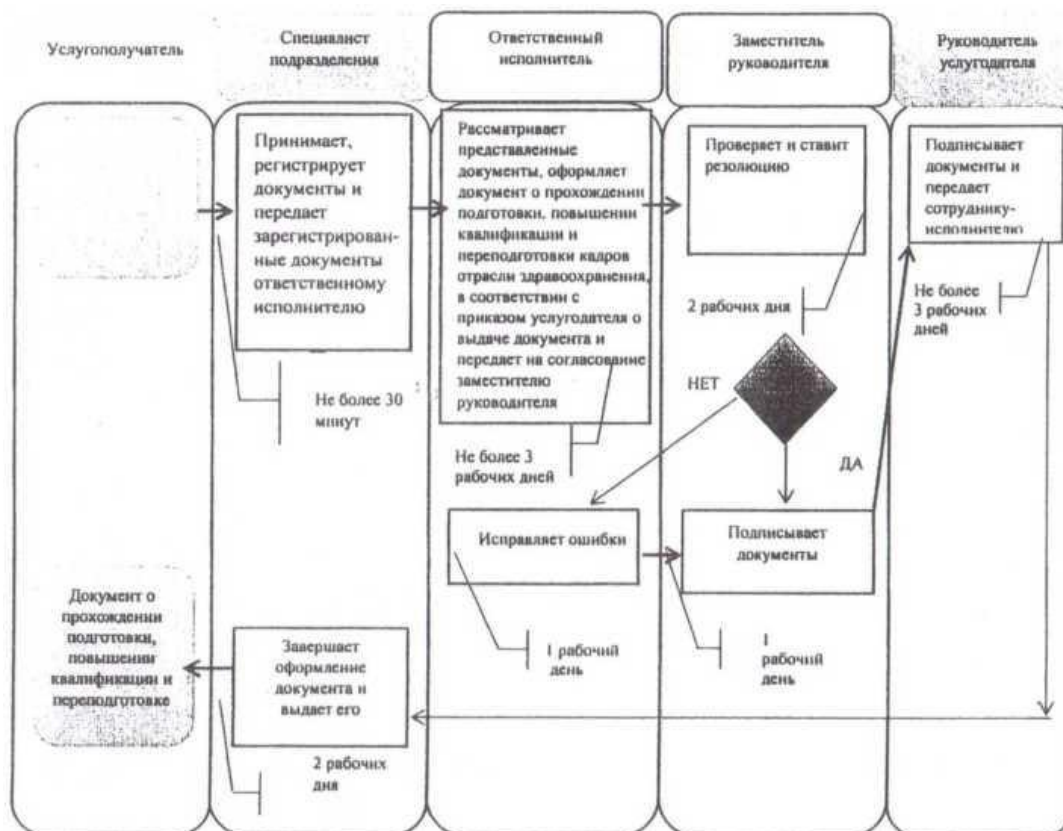 Услугополучатель
Специалист
подразделения
Ответственный
исполнитель
Заместитель
руководителя
Руководитель
услугодателя
Принимает,
регистрирует
документы и
передает
зарегистрирован-
ные документы
ответственному
исполнителю
Не более 30
минут
Рассматривает
представленные
документы, оформляет
документ о прохождении
подготовки, повышении
квалификации и
переподготовки кадров
отрасли здравоохранения,
в соответствии с
приказом услугодателя о
выдаче документа и
передает на согласование
заместителю
руководителя
Не более 3
рабочих дней
Проверяет и ставит
резолюцию
2 рабочих дня
НЕТ
ДА
Подписывает
документы и
передает
сотруднику-
исполнителю
Не более
3 рабочих дней
Исправляет ошибки
1 рабочий
день
Подписывает
документы
1
рабочий
день
Завершает
оформление
документа и
выдает его
2 рабочих
дня
Документ о
прохождении
подготовки,
повышении
квалификации и
переподготовке